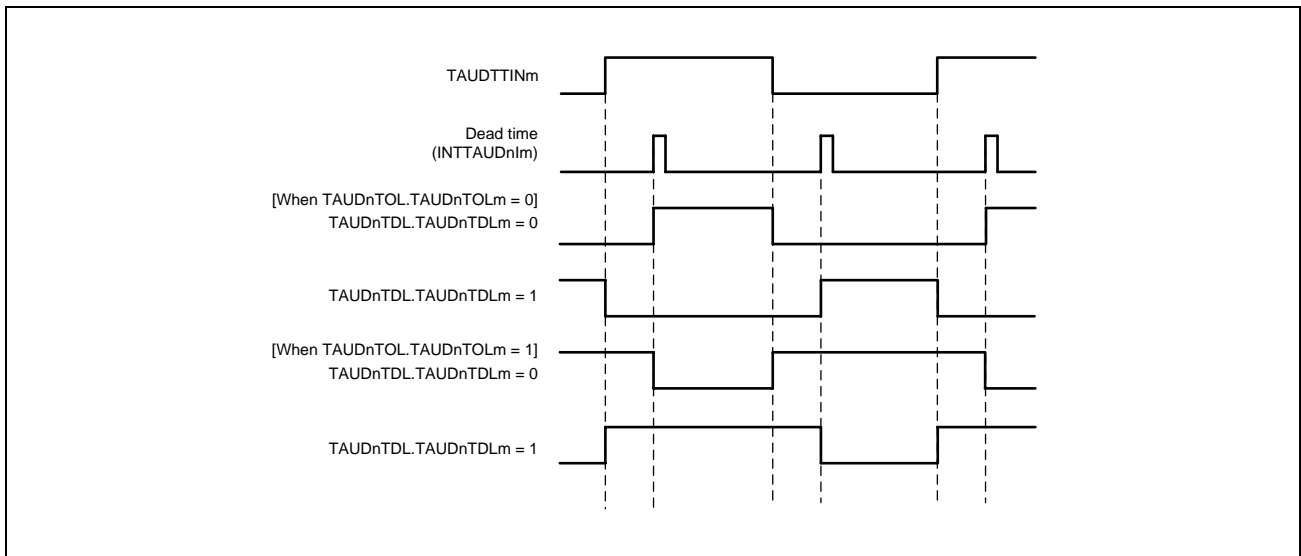 TAUDTTINm
Dead time
(INTTAUDnIm)
[When TAUDnTOL.TAUDnTOLm = 0]
TAUDnTDL.TAUDnTDLm = 0
TAUDnTDL.TAUDnTDLm = 1
[When TAUDnTOL.TAUDnTOLm = 1]
TAUDnTDL.TAUDnTDLm = 0
TAUDnTDL.TAUDnTDLm = 1